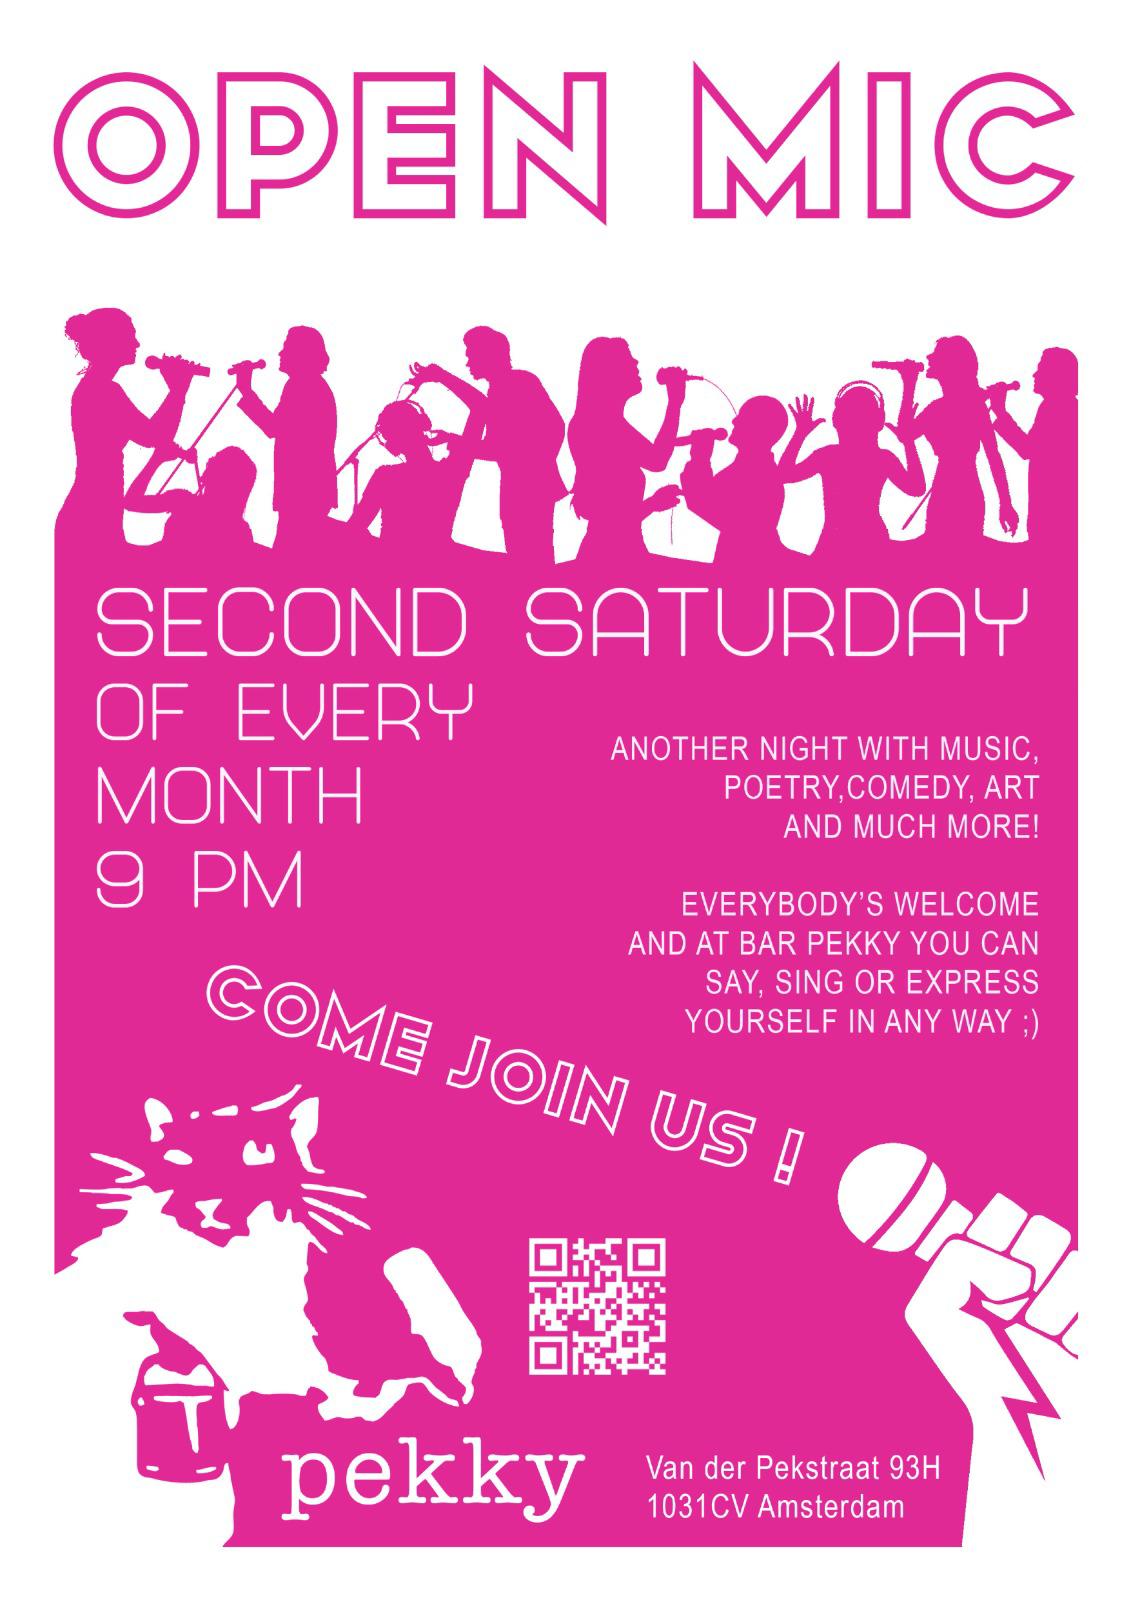 OPEN MIC
SECOND SATURDAY
OF EVERY
MONTH
9 PM
ANOTHER NIGHT WITH MUSIC,
POETRY,COMEDY, ART
AND MUCH MORE!
EVERYBODY'S WELCOME
AND AT BAR PEKKY YOU CAN
SAY, SING OR EXPRESS
YOURSELF IN ANY WAY ;)
COME JOIN US !
pekky
Van der Pekstraat 93H
1031CV Amsterdam